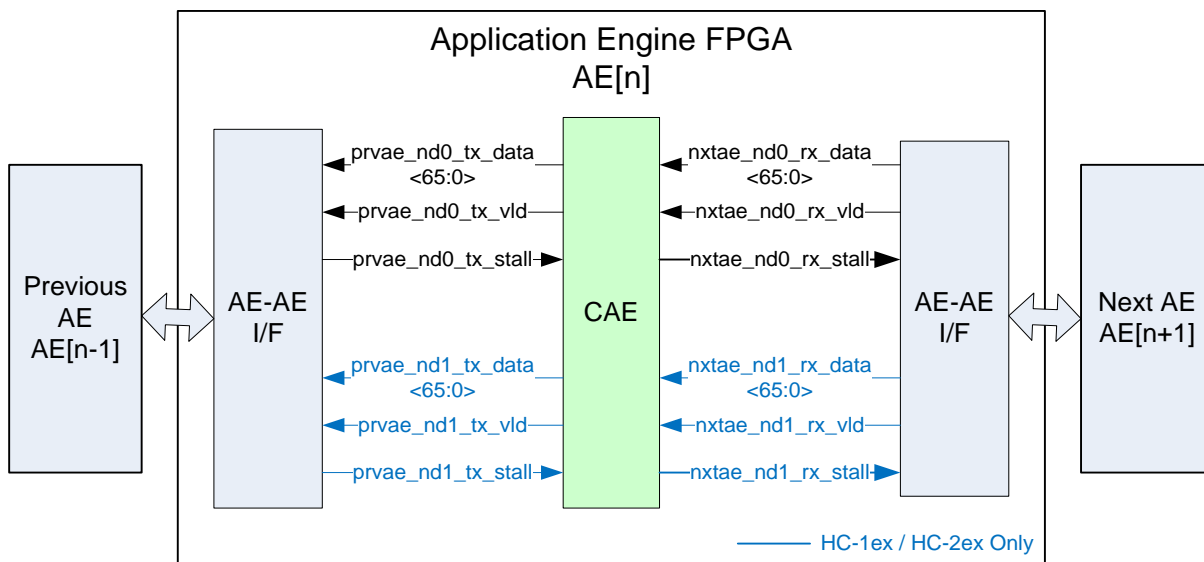 Application Engine FPGA
AE[n]
Previous
AE
AE[n-1]
AE-AE
I/F
prvae_nd0_tx_data
<65:0>
prvae_nd0_tx_vld
prvae_nd0_tx_stall
prvae_nd1_tx_data
<65:0>
prvae_nd1_tx_vld
prvae_nd1_tx_stall
CAE
nxtae_nd0_rx_data
<65:0>
nxtae_nd0_rx_vld
nxtae_nd0_rx_stall
nxtae_nd1_rx_data
<65:0>
nxtae_nd1_rx_vld
nxtae_nd1_rx_stall
AE-AE
I/F
Next AE
AE[n+1]
HC-1ex / HC-2ex Only